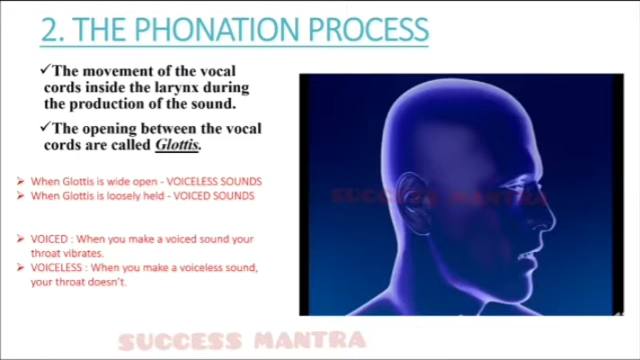 2. THE PHONATION PROCESS
✓The movement of the vocal
cords inside the larynx during
the production of the sound.
✓The opening between the vocal
cords are called Glottis.
➢ When Glottis is wide open - VOICELESS SOUNDS
➢ When Glottis is loosely held - VOICED SOUNDS
➢ VOICED : When you make a voiced sound your
throat vibrates.
➢ VOICELESS : When you make a voiceless sound,
your throat doesn't.
SUCCESS MANTRA
SUCCESS MANTRA